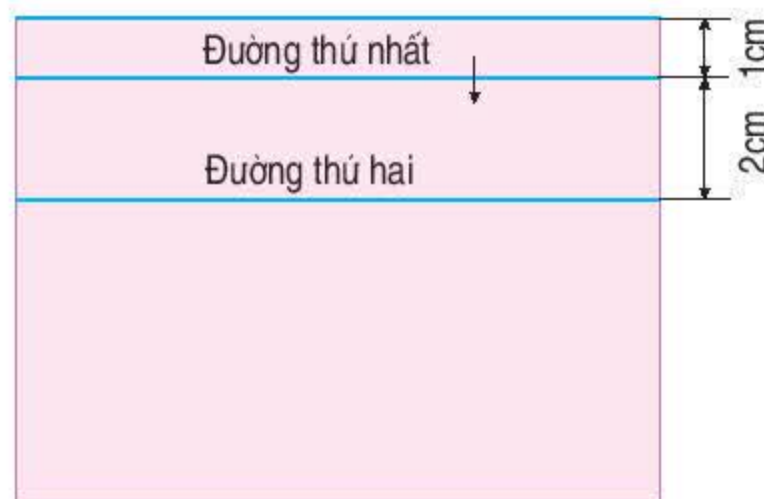 Đường thứ nhất
1cm
2cm
Đường thứ hai